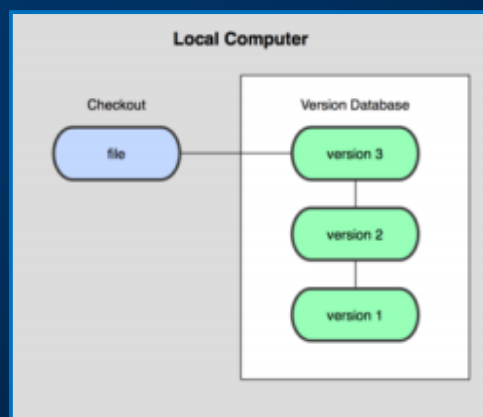 Local Computer
Checkout
Version Database
file
version 3
version 2
version 1